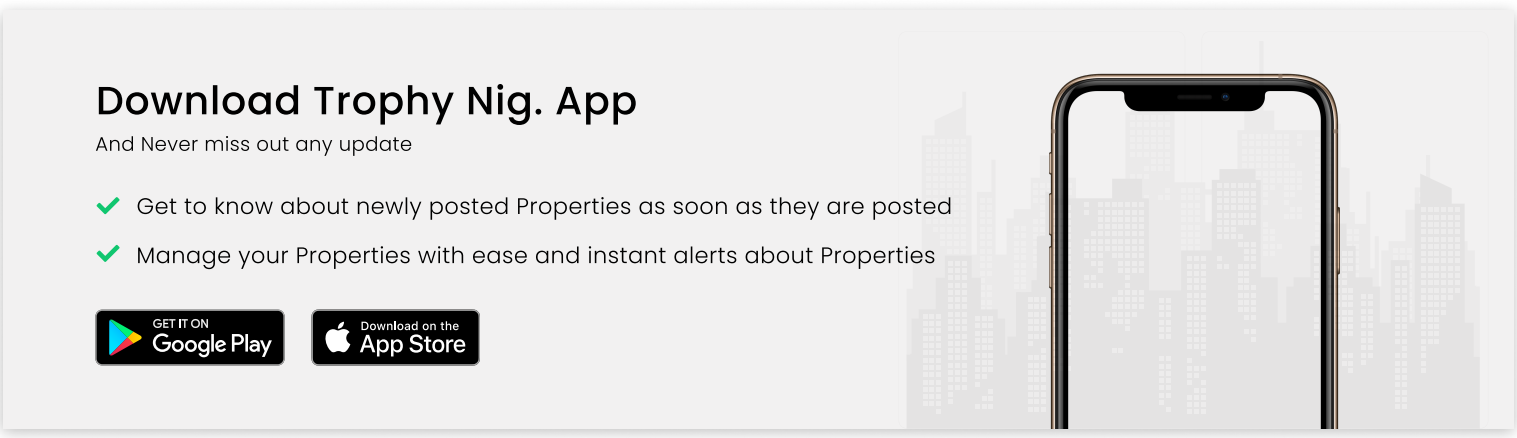 Download Trophy Nig. App
And Never miss out any update
Get to know about newly posted Properties as soon as they are posted
Manage your Properties with ease and instant alerts about Properties
GET IT ON
Google Play
Download on the
App Store